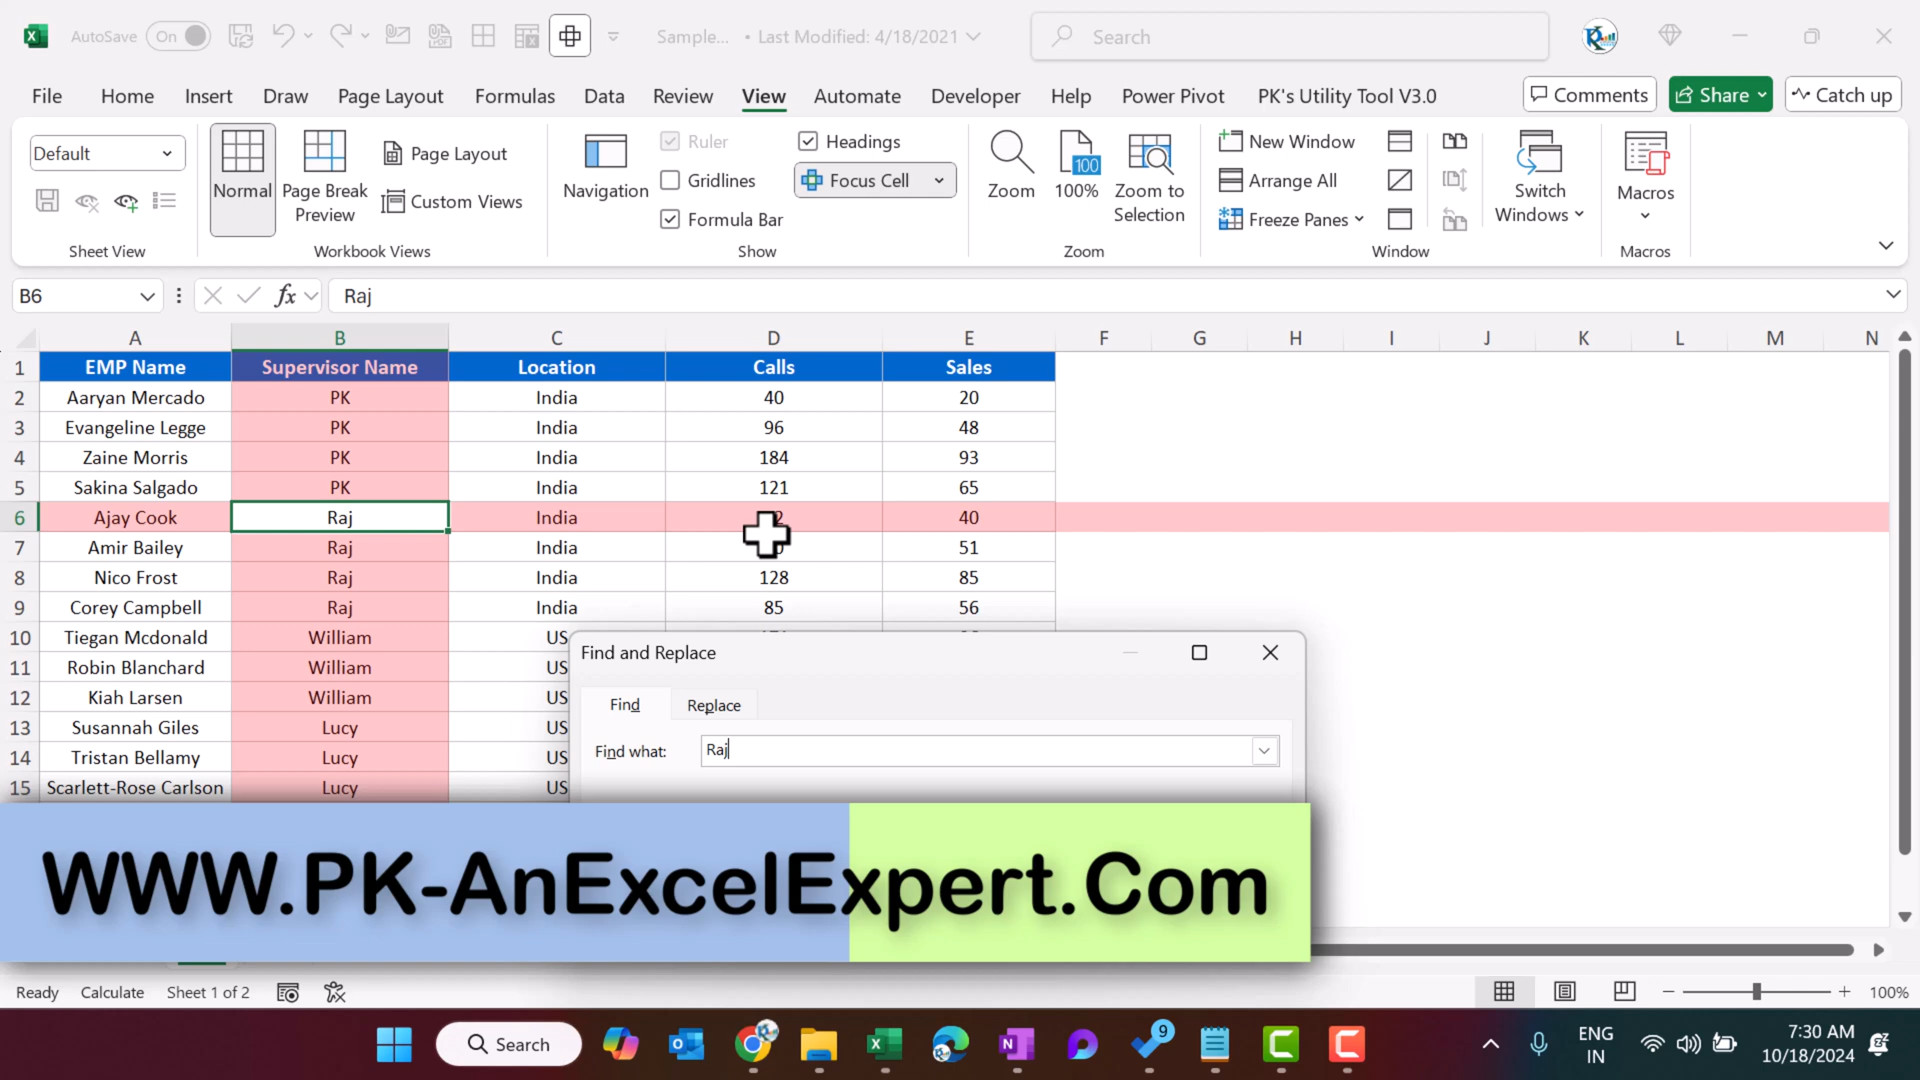 AutoSave On Sample... • Last Modified: 4/18/2021 Search
File Home Insert Draw Page Layout Formulas Data Review View Automate Developer Help Power Pivot PK's Utility Tool V3.0 Comments Share Catch up
Default
Normal
Page Break Preview
Page Layout
Custom Views
Navigation
Ruler
Gridlines
Formula Bar
Headings
Focus Cell
Zoom
100
100%
Zoom to Selection
New Window
Arrange All
Freeze Panes
Switch Windows
Macros
Sheet View Workbook Views Show Zoom Window Macros
B6 fx Raj
A B C D E F G H I J K L M N
1 EMP Name Supervisor Name Location Calls Sales
2 Aaryan Mercado PK India 40 20
3 Evangeline Legge PK India 96 48
4 Zaine Morris PK India 184 93
5 Sakina Salgado PK India 121 65
6 Ajay Cook Raj India 40
7 Amir Bailey Raj India 51
8 Nico Frost Raj India 128 85
9 Corey Campbell Raj India 85 56
10 Tiegan Mcdonald William US
11 Robin Blanchard William US
12 Kiah Larsen William US
13 Susannah Giles Lucy US
14 Tristan Bellamy Lucy US
15 Scarlett-Rose Carlson Lucy US
Find and Replace
Find Replace
Find what: Raj
WWW.PK-AnExcelExpert.Com
Ready Calculate Sheet 1 of 2 100%
Search 9 ENG IN 7:30 AM 10/18/2024